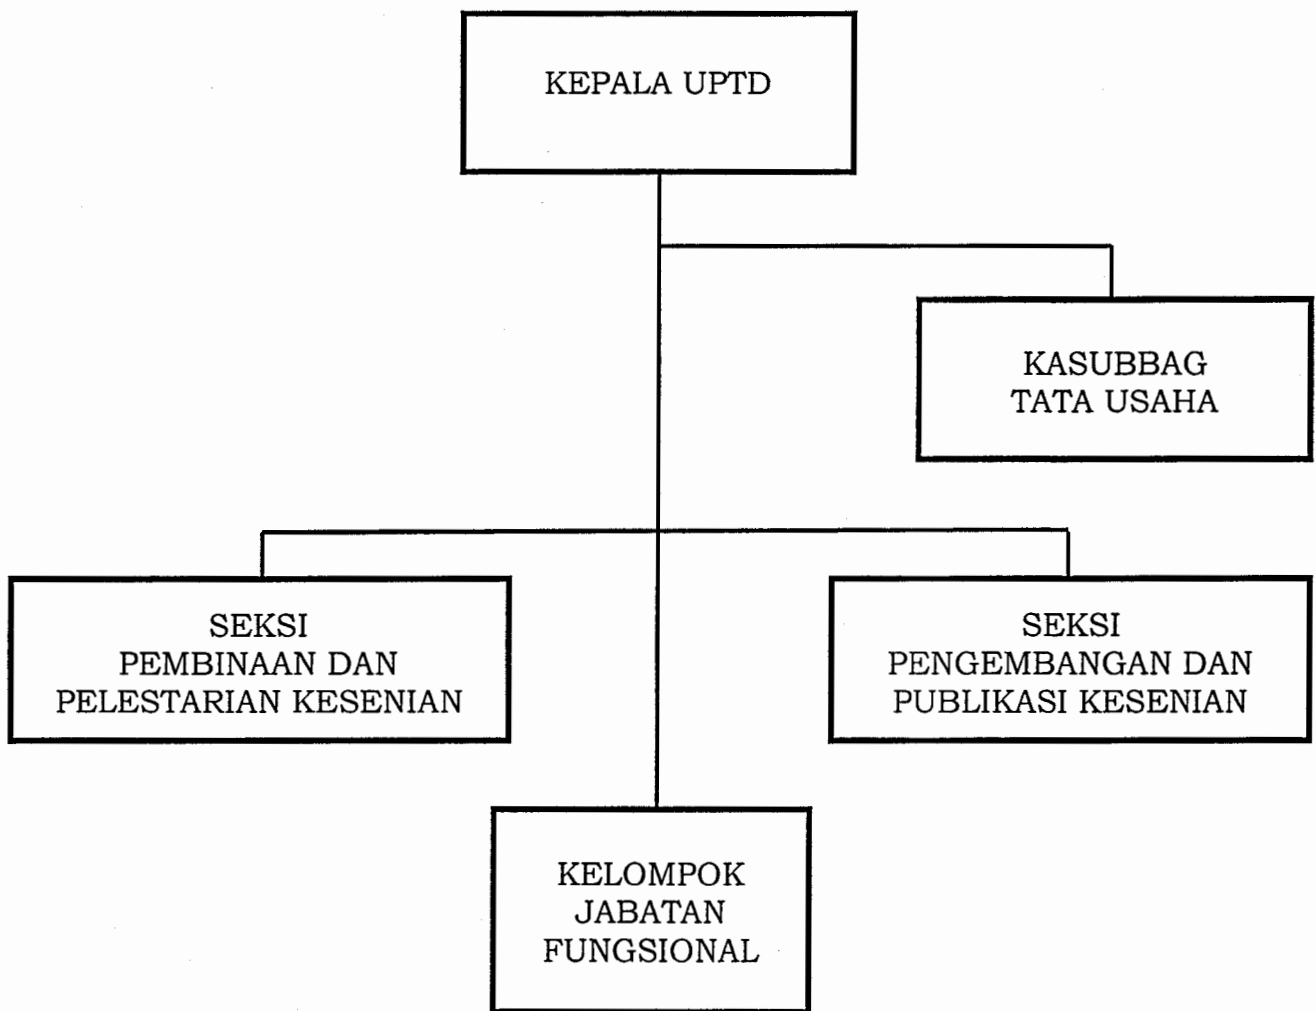 KEPALA UPTD
KASUBBAG
TATA USAHA
SEKSI
PEMBINAAN DAN
PELESTARIAN KESENIAN
SEKSI
PENGEMBANGAN DAN
PUBLIKASI KESENIAN
KELOMPOK
JABATAN
FUNGSIONAL